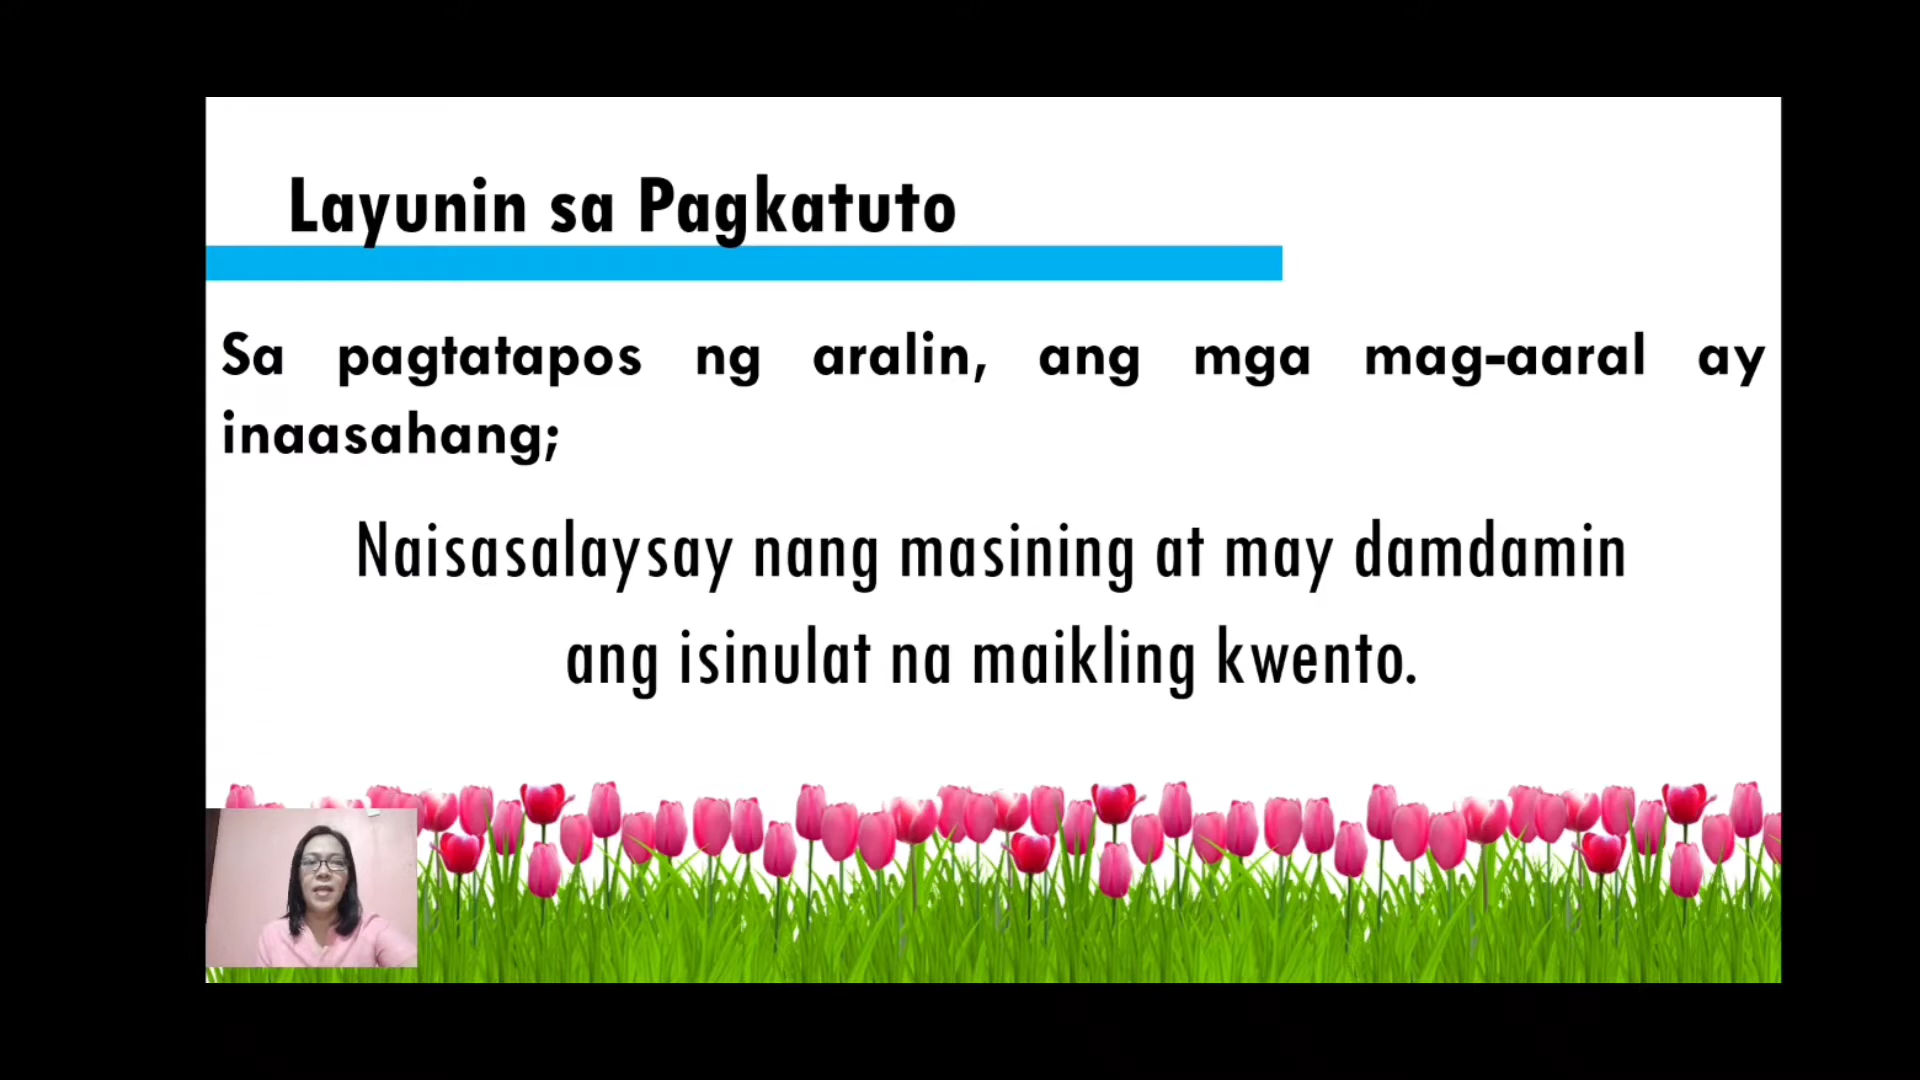 Layunin sa Pagkatuto
Sa pagtatapos ng aralin, ang mga mag-aaral ay
inaasahang;
Naisasalaysay nang masining at may damdamin
ang isinulat na maikling kwento.